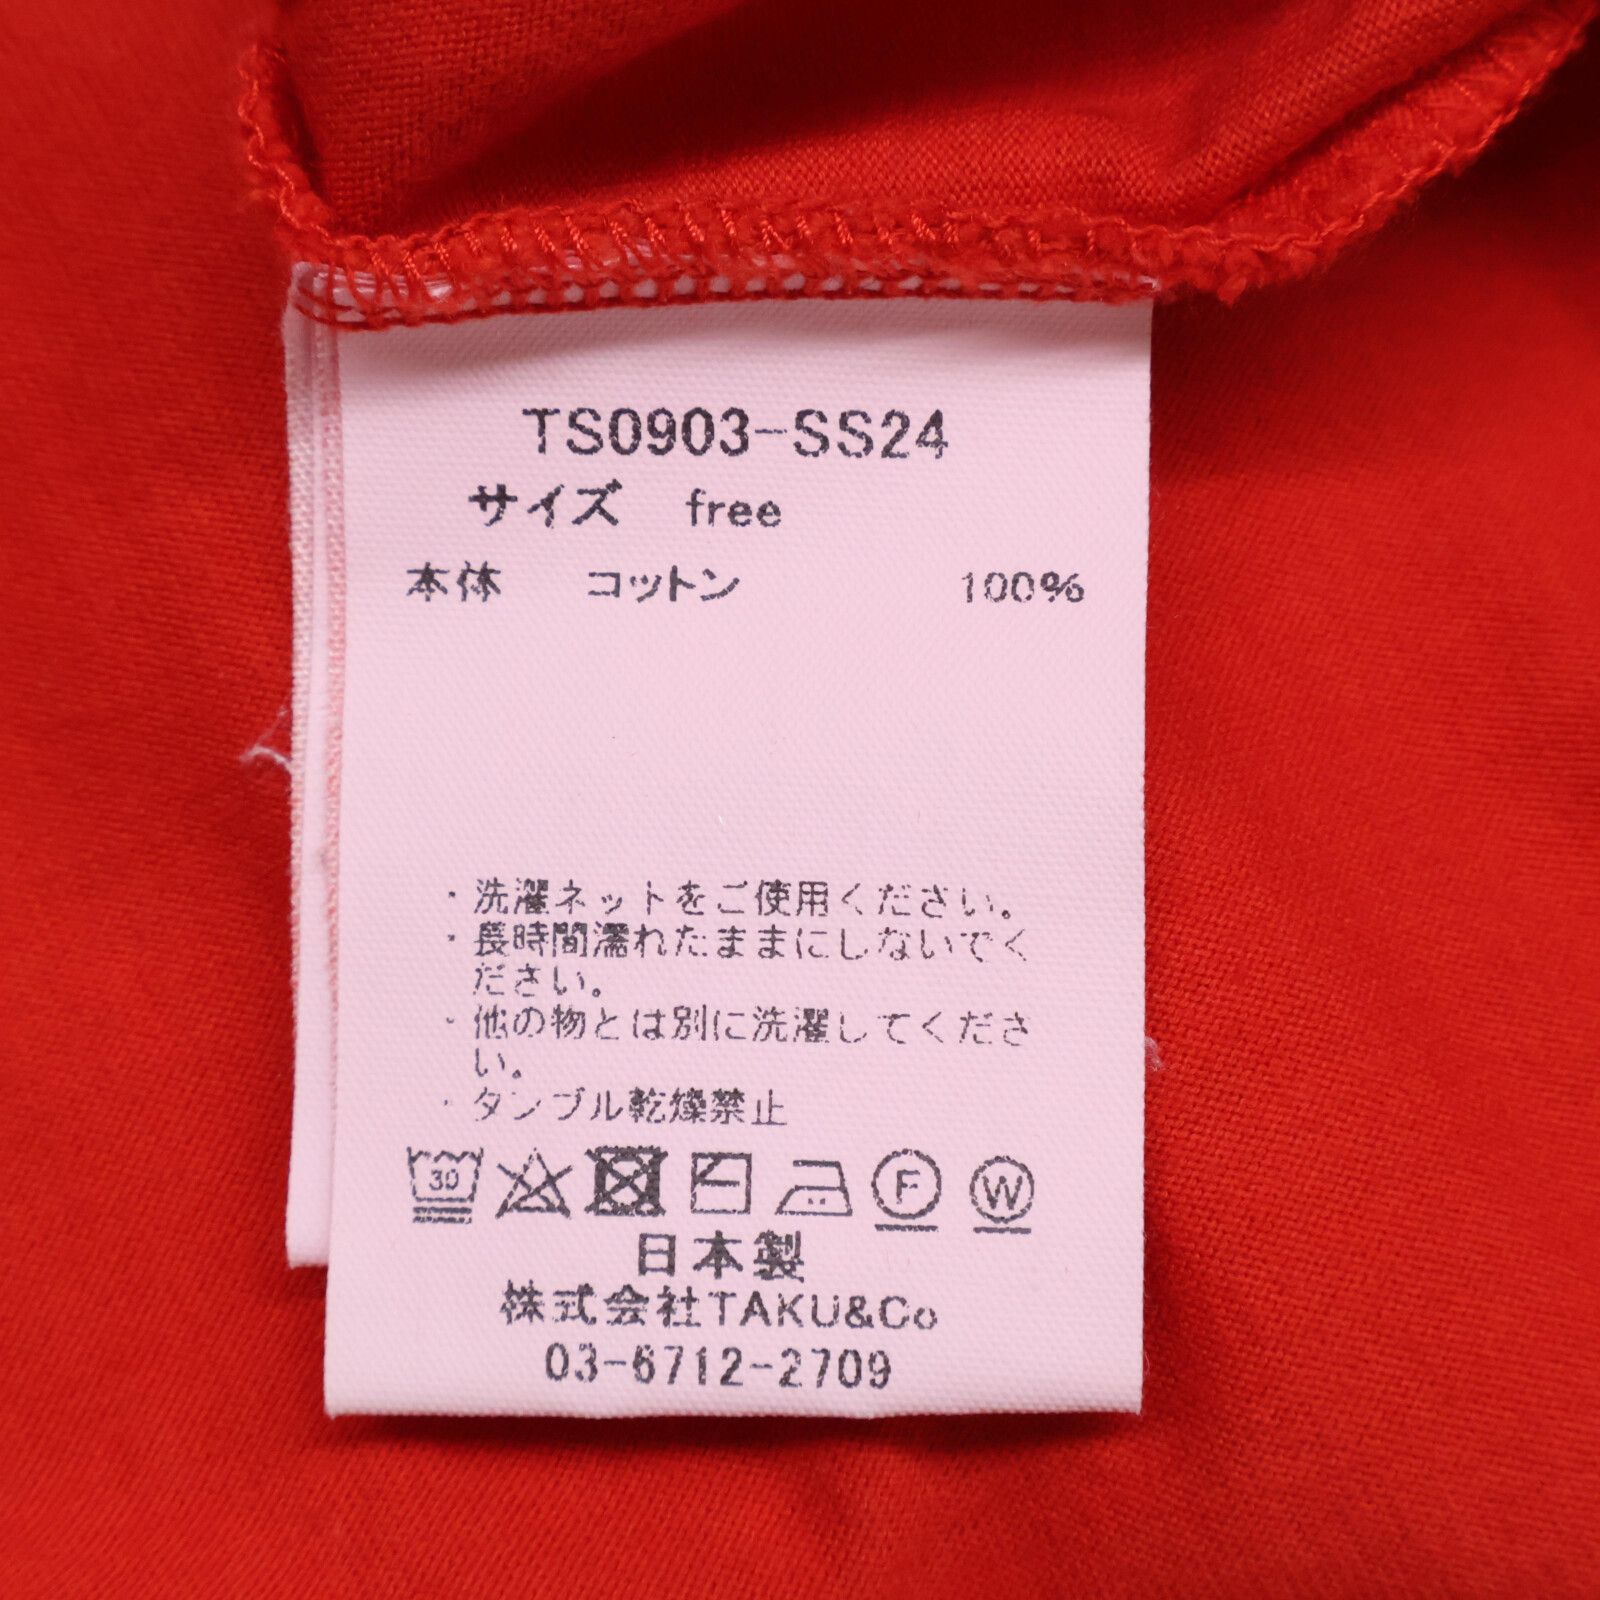 TS0903-SS24
サイズ free
本体 コットン 100%
・洗濯ネットをご使用ください。
・長時間濡れたままにしないでく
ださい。
・他の物とは別に洗濯してくださ
い。
・タンブル乾燥禁止
30 F W
日本製
株式会社TAKU&Co
03-6712-2709